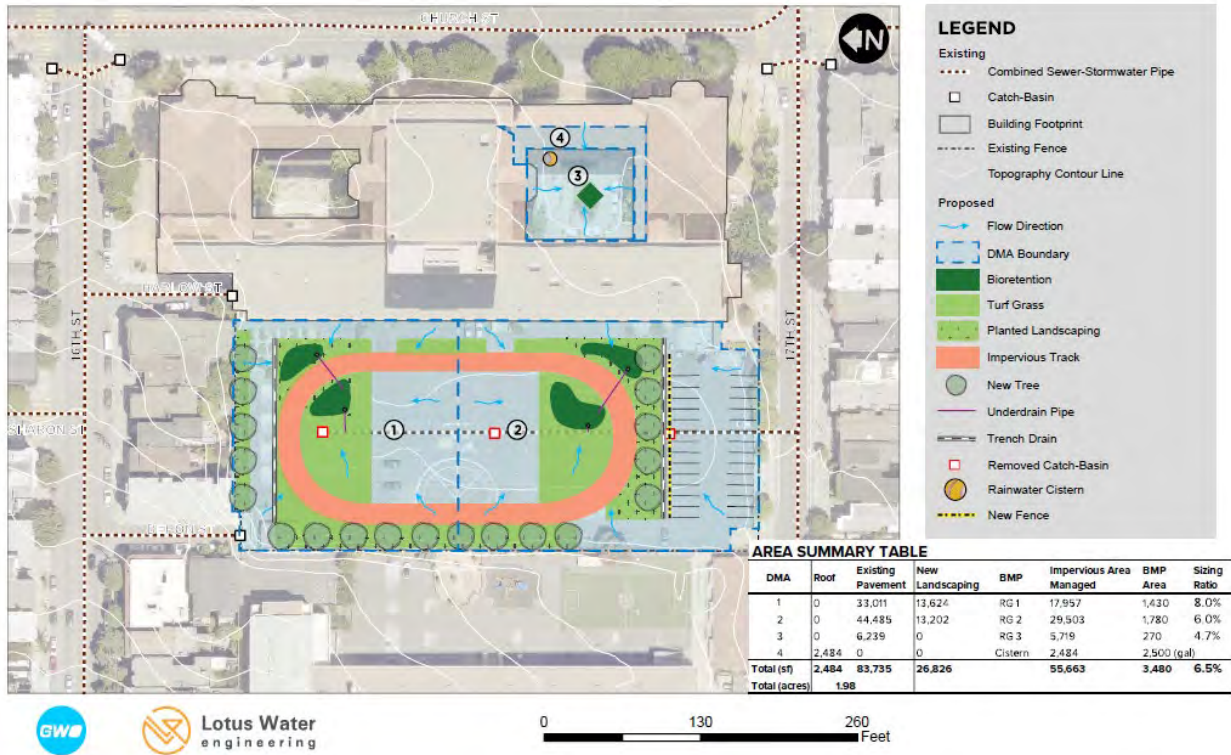 CHURCH ST
N
16TH ST
HARLOW ST
17TH ST
SHARON ST
4
3
1
2
LEGEND
Existing
Combined Sewer-Stormwater Pipe
Catch-Basin
Building Footprint
Existing Fence
Topography Contour Line
Proposed
Flow Direction
DMA Boundary
Bioretention
Turf Grass
Planted Landscaping
Impervious Track
New Tree
Underdrain Pipe
Trench Drain
Removed Catch-Basin
Rainwater Cistern
New Fence
AREA SUMMARY TABLE
DMA Roof Existing Pavement New Landscaping BMP Impervious Area Managed BMP Area Sizing Ratio
1 0 33,011 13,624 RG 1 17,957 1,430 8.0%
2 0 44,485 13,202 RG 2 29,503 1,780 6.0%
3 0 6,239 0 RG 3 5,719 270 4.7%
4 2,484 0 0 Cistern 2,484 2,500 (gal)
Total (sf) 2,484 83,735 26,826 55,663 3,480 6.5%
Total (acres) 1.98
GW
Lotus Water
engineering
0 130 260
Feet